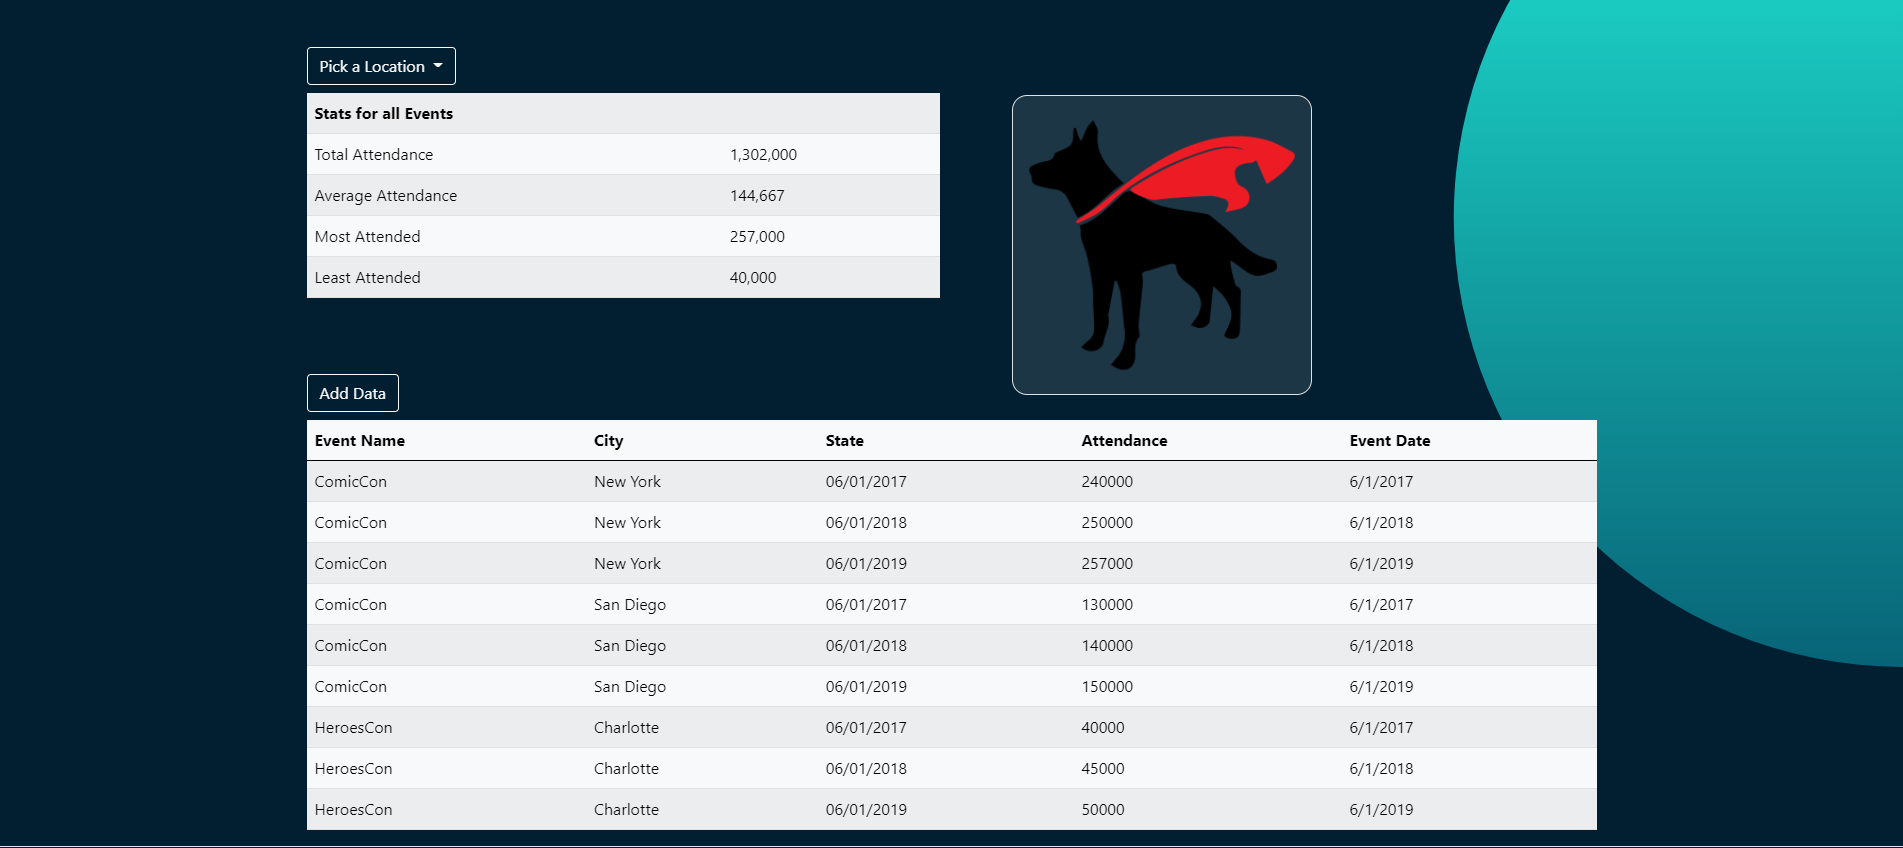 Pick a Location
Stats for all Events
Total Attendance 1,302,000
Average Attendance 144,667
Most Attended 257,000
Least Attended 40,000
Add Data
Event Name City State Attendance Event Date
ComicCon New York 06/01/2017 240000 6/1/2017
ComicCon New York 06/01/2018 250000 6/1/2018
ComicCon New York 06/01/2019 257000 6/1/2019
ComicCon San Diego 06/01/2017 130000 6/1/2017
ComicCon San Diego 06/01/2018 140000 6/1/2018
ComicCon San Diego 06/01/2019 150000 6/1/2019
HeroesCon Charlotte 06/01/2017 40000 6/1/2017
HeroesCon Charlotte 06/01/2018 45000 6/1/2018
HeroesCon Charlotte 06/01/2019 50000 6/1/2019